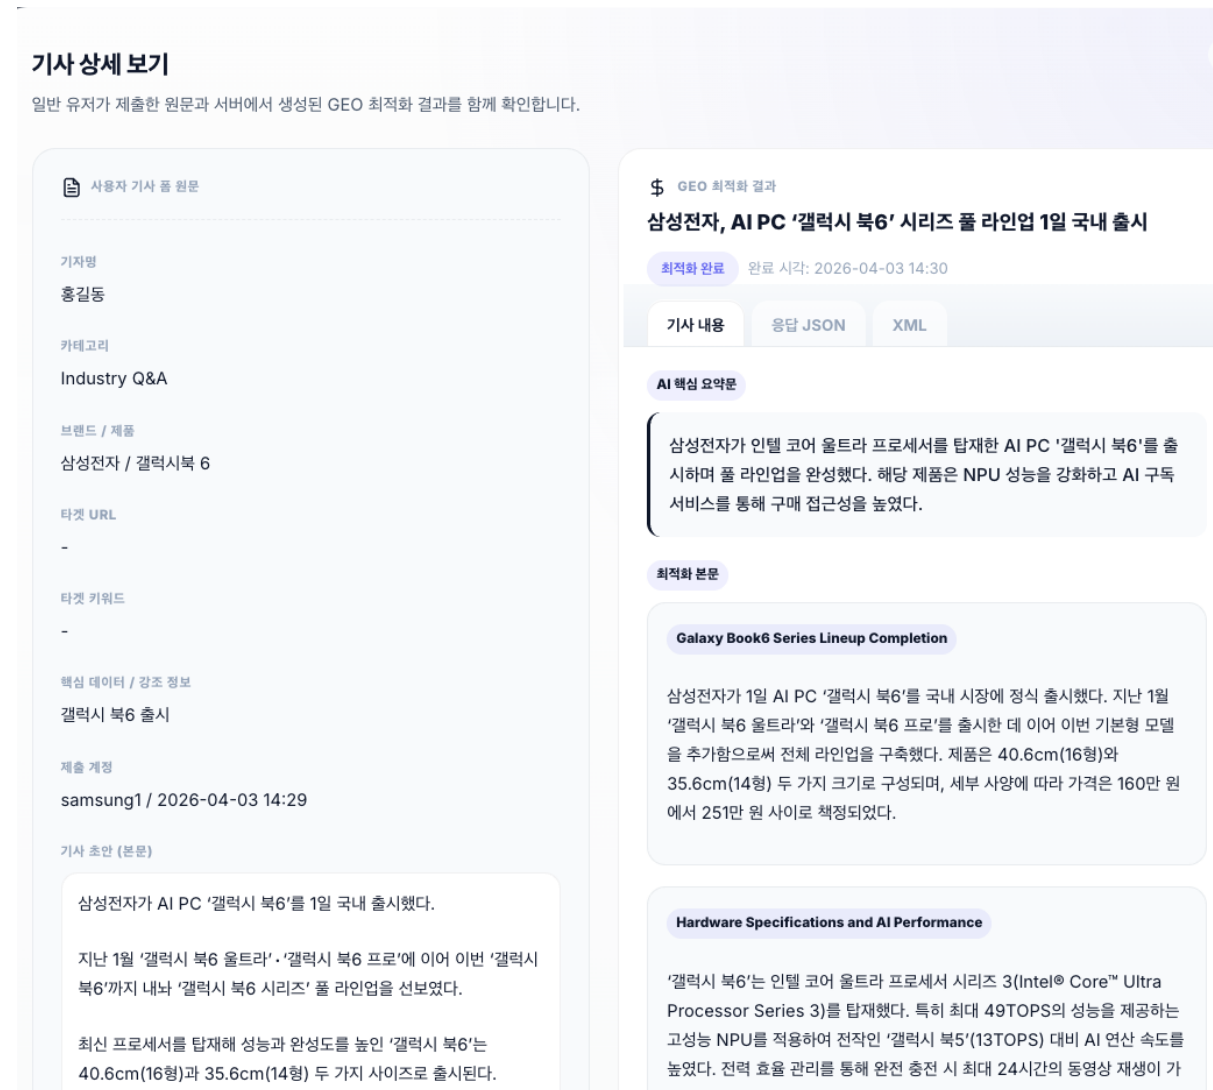 기사 상세 보기
일반 유저가 제출한 원문과 서버에서 생성된 GEO 최적화 결과를 함께 확인합니다.
사용자 기사 폼 원문
기자명
홍길동
카테고리
Industry Q&A
브랜드 / 제품
삼성전자 / 갤럭시북 6
타겟 URL
-
타겟 키워드
-
핵심 데이터 / 강조 정보
갤럭시 북6 출시
제출 계정
samsung1 / 2026-04-03 14:29
기사 초안 (본문)
삼성전자가 AI PC ‘갤럭시 북6’를 1일 국내 출시했다.
지난 1월 ‘갤럭시 북6 울트라’·‘갤럭시 북6 프로’에 이어 이번 ‘갤럭시
북6’까지 내놔 ‘갤럭시 북6 시리즈’ 풀 라인업을 선보였다.
최신 프로세서를 탑재해 성능과 완성도를 높인 ‘갤럭시 북6’는
40.6cm(16형)과 35.6cm(14형) 두 가지 사이즈로 출시된다.
GEO 최적화 결과
삼성전자, AI PC ‘갤럭시 북6’ 시리즈 풀 라인업 1일 국내 출시
최적화 완료 완료 시각: 2026-04-03 14:30
기사 내용 응답 JSON XML
AI 핵심 요약문
삼성전자가 인텔 코어 울트라 프로세서를 탑재한 AI PC '갤럭시 북6'를 출
시하며 풀 라인업을 완성했다. 해당 제품은 NPU 성능을 강화하고 AI 구독
서비스를 통해 구매 접근성을 높였다.
최적화 본문
Galaxy Book6 Series Lineup Completion
삼성전자가 1일 AI PC ‘갤럭시 북6’를 국내 시장에 정식 출시했다. 지난 1월
‘갤럭시 북6 울트라’와 ‘갤럭시 북6 프로’를 출시한 데 이어 이번 기본형 모델
을 추가함으로써 전체 라인업을 구축했다. 제품은 40.6cm(16형)와
35.6cm(14형) 두 가지 크기로 구성되며, 세부 사양에 따라 가격은 160만 원
에서 251만 원 사이로 책정되었다.
Hardware Specifications and AI Performance
‘갤럭시 북6’는 인텔 코어 울트라 프로세서 시리즈 3(Intel® Core™ Ultra
Processor Series 3)를 탑재했다. 특히 최대 49TOPS의 성능을 제공하는
고성능 NPU를 적용하여 전작인 ‘갤럭시 북5’(13TOPS) 대비 AI 연산 속도를
높였다. 전력 효율 관리를 통해 완전 충전 시 최대 24시간의 동영상 재생이 가